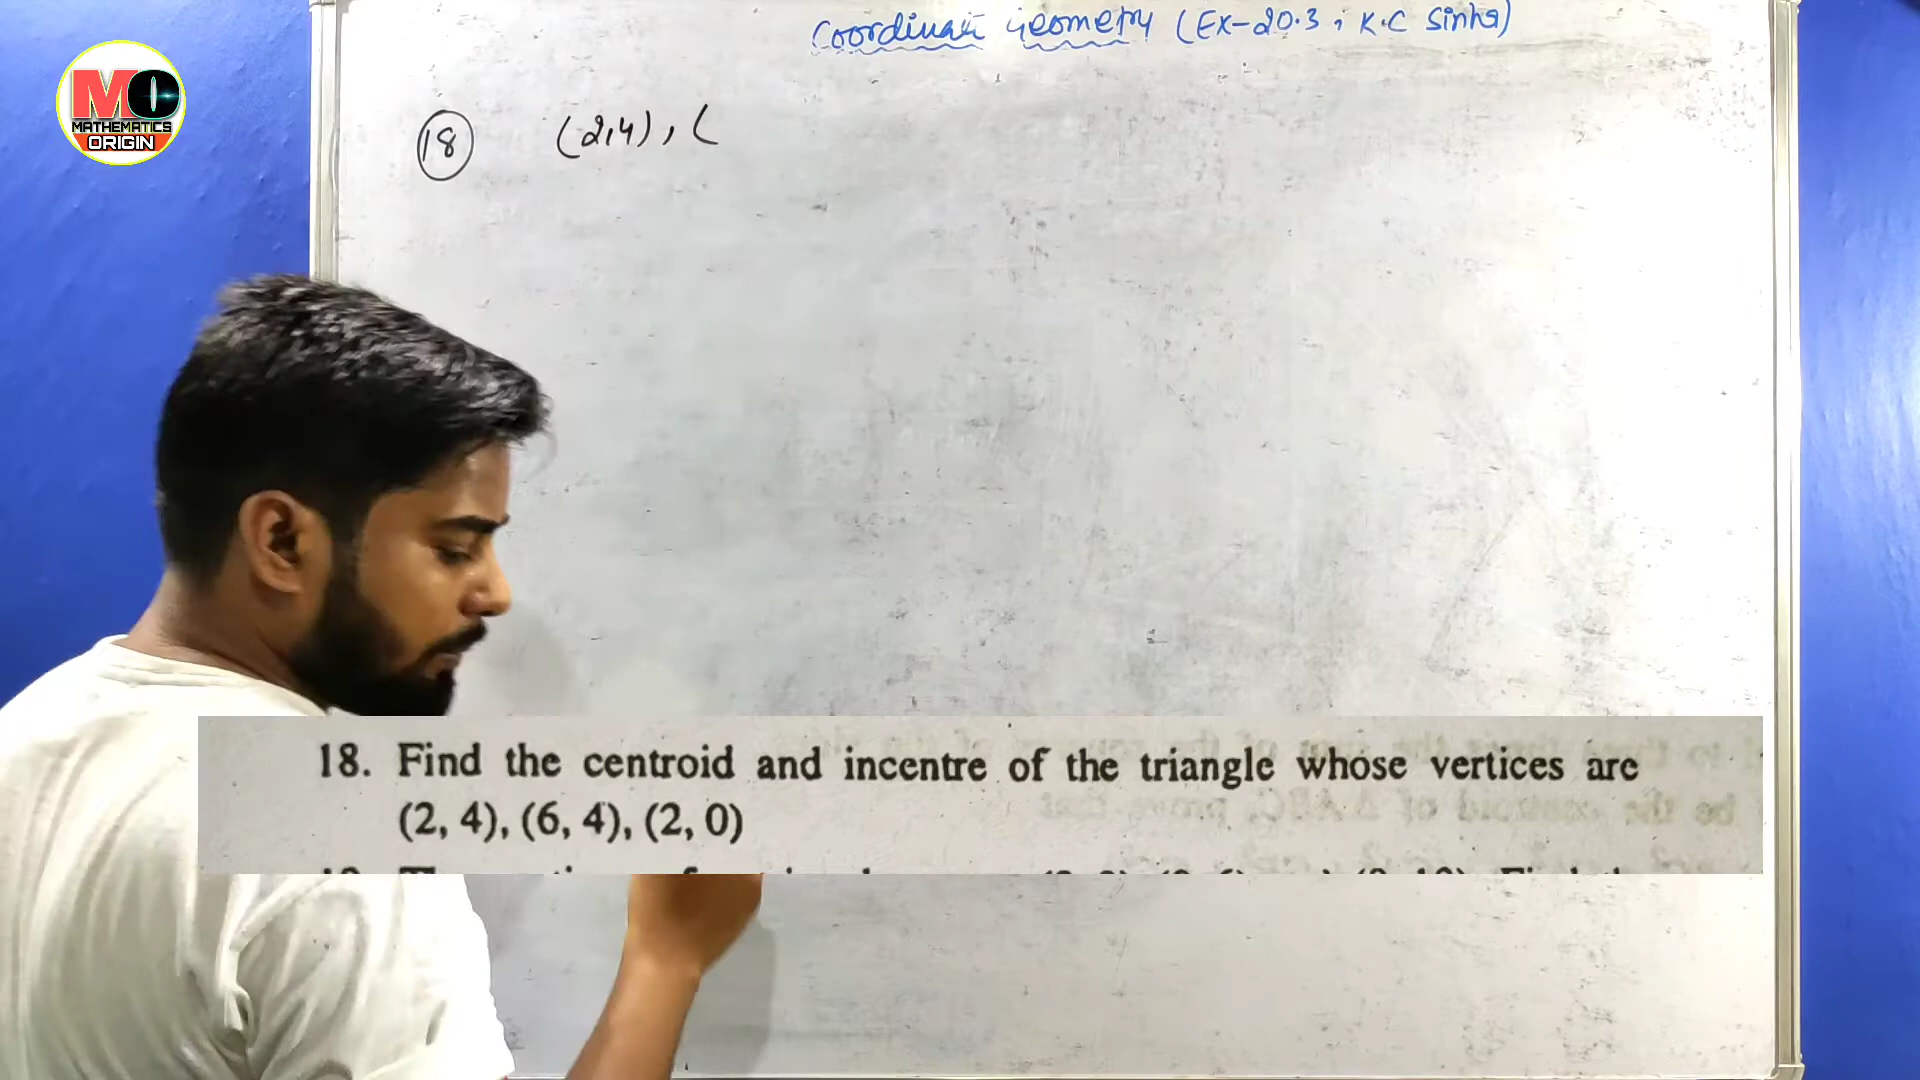 Coordinate Geometry (Ex-20.3, K.C Sinha)
MO
MATHEMATICS
ORIGIN
18 (2,4), (
18. Find the centroid and incentre of the triangle whose vertices are
(2, 4), (6, 4), (2, 0)